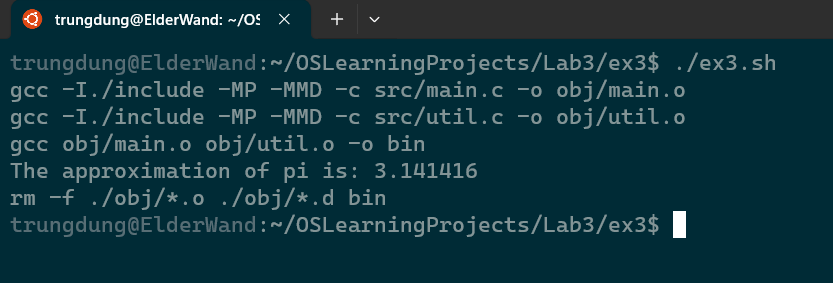 trungdung@ElderWand: ~/OS
trungdung@ElderWand:~/OSLearningProjects/Lab3/ex3$ ./ex3.sh
gcc -I./include -MP -MMD -c src/main.c -o obj/main.o
gcc -I./include -MP -MMD -c src/util.c -o obj/util.o
gcc obj/main.o obj/util.o -o bin
The approximation of pi is: 3.141416
rm -f ./obj/*.o ./obj/*.d bin
trungdung@ElderWand:~/OSLearningProjects/Lab3/ex3$